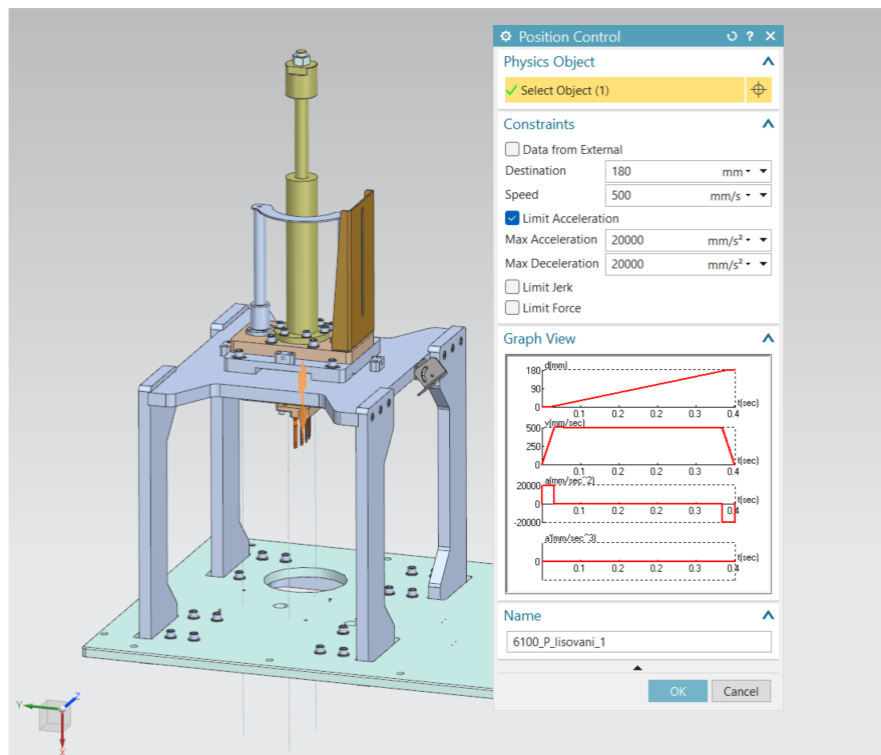 Position Control
Physics Object
Select Object (1)
Constraints
Data from External
Destination 180 mm
Speed 500 mm/s
Limit Acceleration
Max Acceleration 20000 mm/s²
Max Deceleration 20000 mm/s²
Limit Jerk
Limit Force
Graph View
d(mm)
180
90
0
0.1 0.2 0.2 0.3 0.4
t(sec)
v(mm/sec)
500
250
0
0.1 0.2 0.2 0.3 0.4
t(sec)
a(mm/sec^2)
20000
0
-20000
0.1 0.2 0.2 0.3 0.4
t(sec)
a'(mm/sec^3)
0
0.1 0.2 0.2 0.3 0.4
t(sec)
Name
6100_P_lisovani_1
OK Cancel
Y Z
X